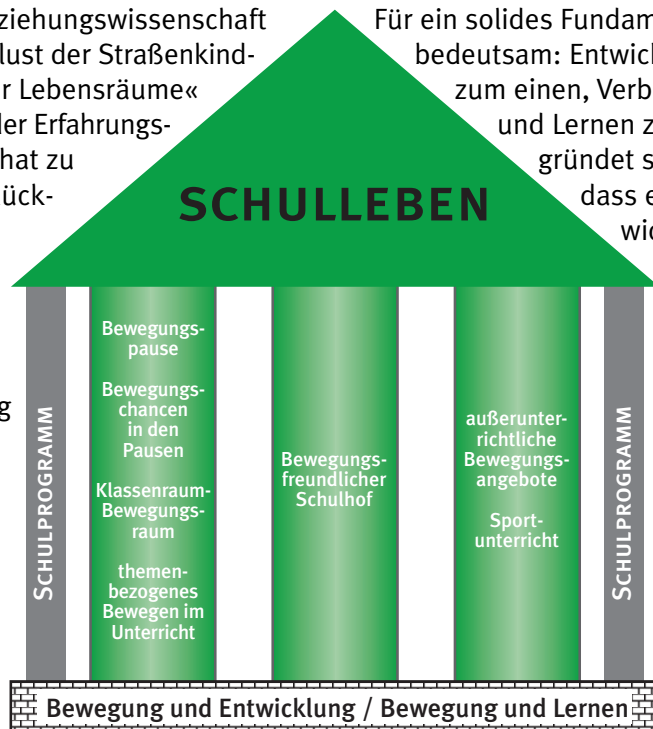 ziehungswissenschaft
lust der Straßenkind-
r Lebensräume«
der Erfahrungs-
hat zu
ück-
g
Für ein solides Fundam
bedeutsam: Entwick
zum einen, Verb
und Lernen z
gründet s
dass e
wic
SCHULLEBEN
SCHULPROGRAMM
Bewegungs-
pause
Bewegungs-
chancen
in den
Pausen
Klassenraum-
Bewegungs-
raum
themen-
bezogenes
Bewegen im
Unterricht
Bewegungs-
freundlicher
Schulhof
außerunter-
richtliche
Bewegungs-
angebote
Sport-
unterricht
SCHULPROGRAMM
Bewegung und Entwicklung / Bewegung und Lernen